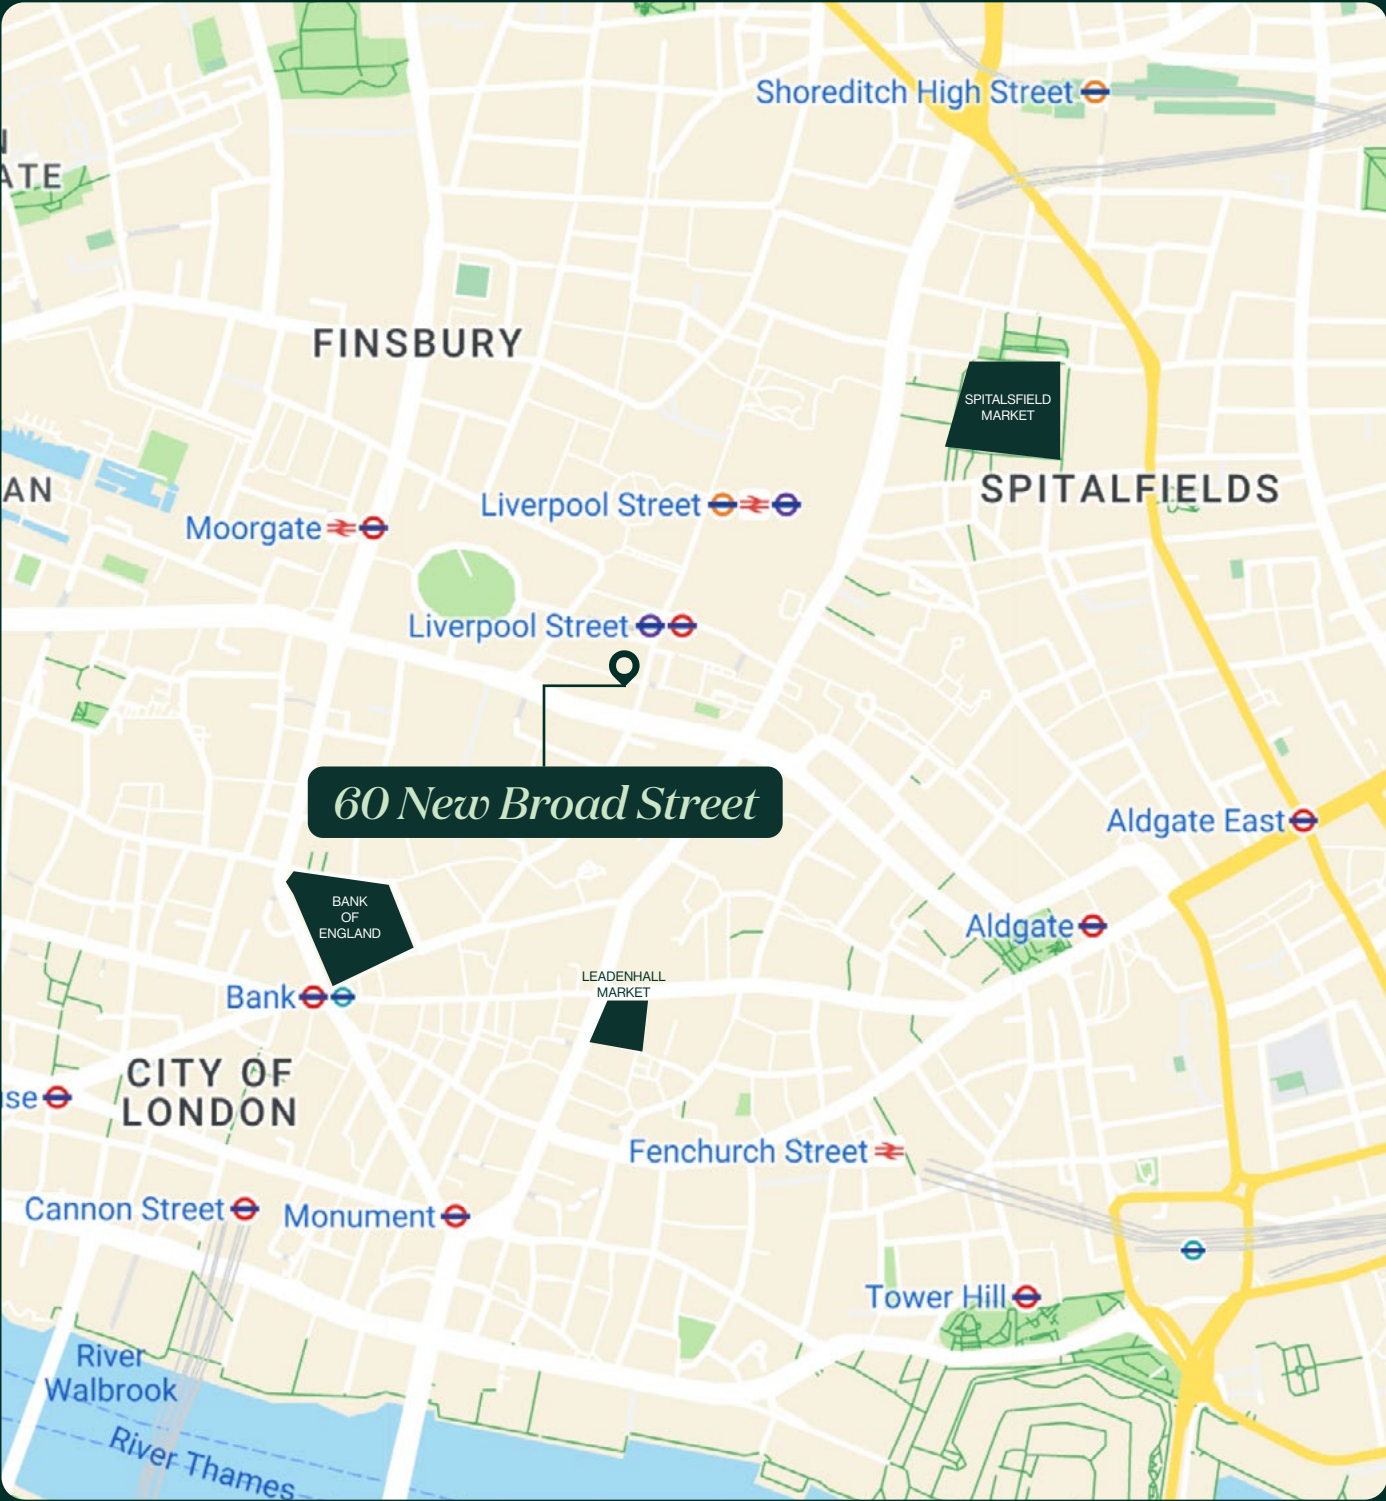 Shoreditch High Street
ATE
FINSBURY
SPITALSFIELD
MARKET
AN
SPITALFIELDS
Liverpool Street
Moorgate
Liverpool Street
60 New Broad Street
Aldgate East
BANK
OF
ENGLAND
Aldgate
LEADENHALL
MARKET
Bank
CITY OF
LONDON
se
Fenchurch Street
Cannon Street
Monument
Tower Hill
River
Walbrook
River Thames